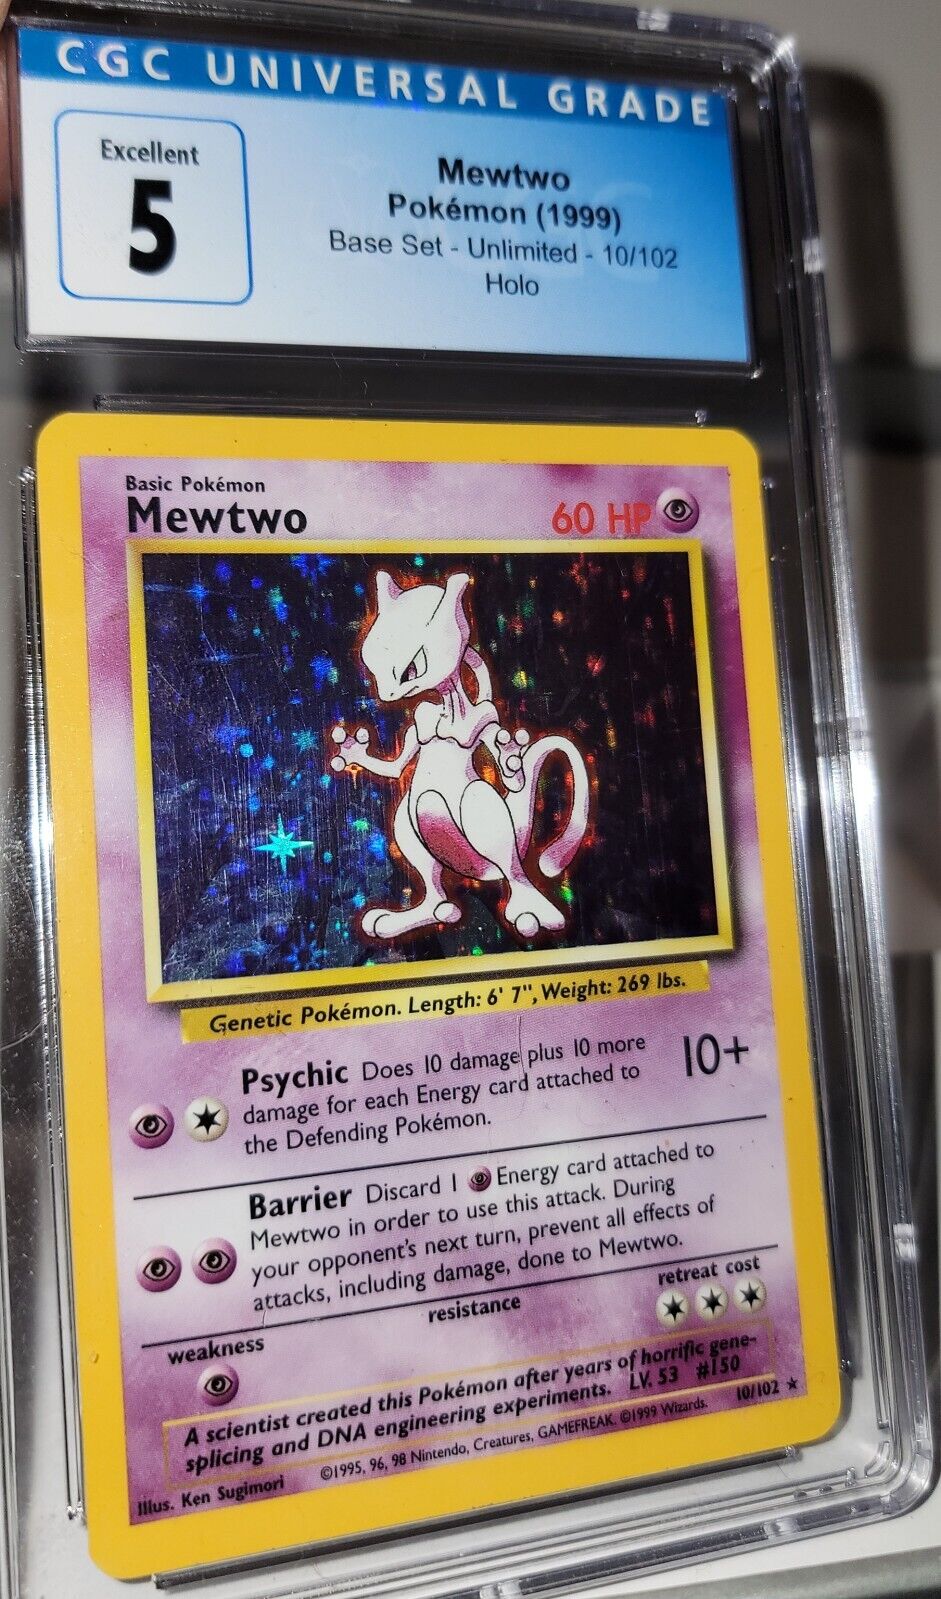 CGC UNIVERSAL GRADE
Excellent
5
Mewtwo
Pokémon (1999)
Base Set - Unlimited - 10/102
Holo
Basic Pokémon
Mewtwo
60 HP
Genetic Pokémon. Length: 6' 7", Weight: 269 lbs.
Psychic Does 10 damage plus 10 more
damage for each Energy card attached to
the Defending Pokémon.
10+
Barrier Discard 1 Energy card attached to
Mewtwo in order to use this attack. During
your opponent's next turn, prevent all effects of
attacks, including damage, done to Mewtwo.
weakness
resistance
retreat cost
A scientist created this Pokémon after years of horrific gene-
splicing and DNA engineering experiments. LV. 53 #150
Illus. Ken Sugimori
©1995, 96, 98 Nintendo, Creatures, GAMEFREAK. ©1999 Wizards.
10/102 ★